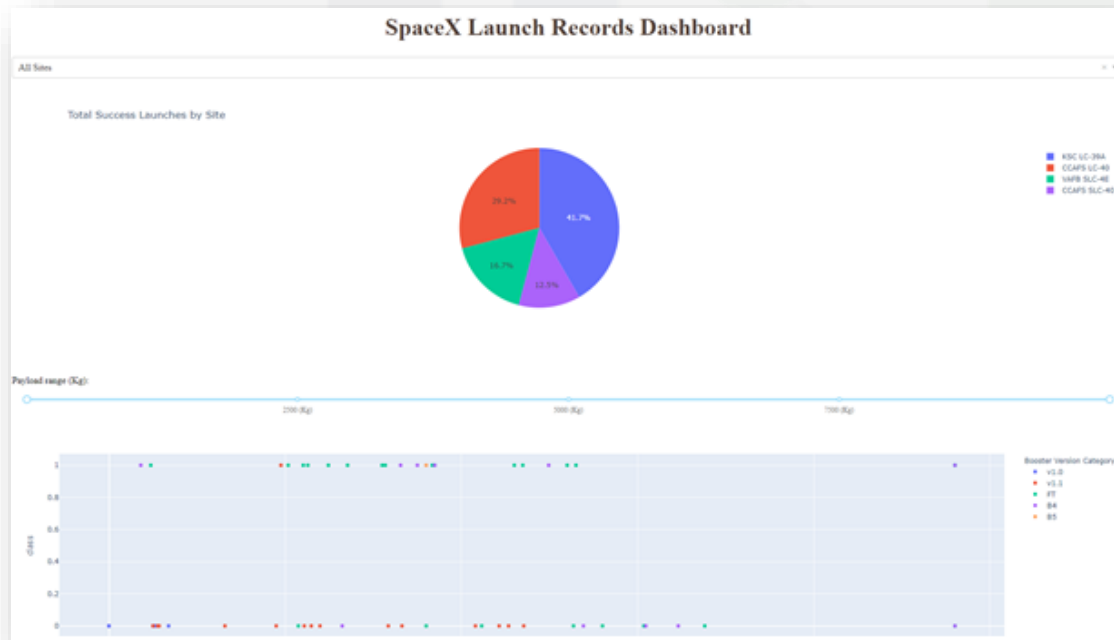 SpaceX Launch Records Dashboard
All Sites
Total Success Launches by Site
KSC LC-39A
CCAFS LC-40
VAFB SLC-4E
CCAFS SLC-40
29.2%
41.7%
16.7%
12.5%
Payload range (Kg):
2500 (Kg)
5000 (Kg)
7500 (Kg)
Booster Version Category
v1.0
v1.1
FT
B4
B5
class
1
0.8
0.6
0.4
0.2
0